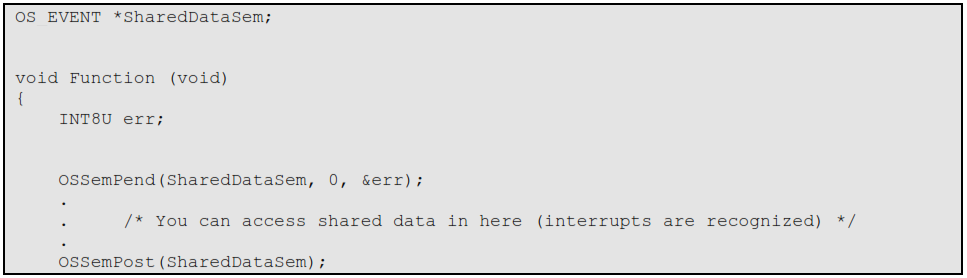 OS EVENT *SharedDataSem;
void Function (void)
{
INT8U err;
OSSemPend(SharedDataSem, 0, &err);
.
. /* You can access shared data in here (interrupts are recognized) */
.
OSSemPost(SharedDataSem);